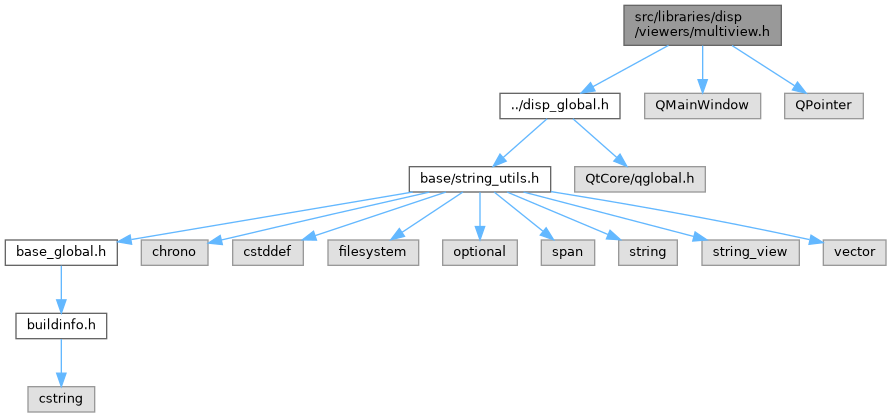 src/libraries/disp
/viewers/multiview.h
../disp_global.h
QMainWindow
QPointer
base/string_utils.h
QtCore/qglobal.h
base_global.h
chrono
cstddef
filesystem
optional
span
string
string_view
vector
buildinfo.h
cstring